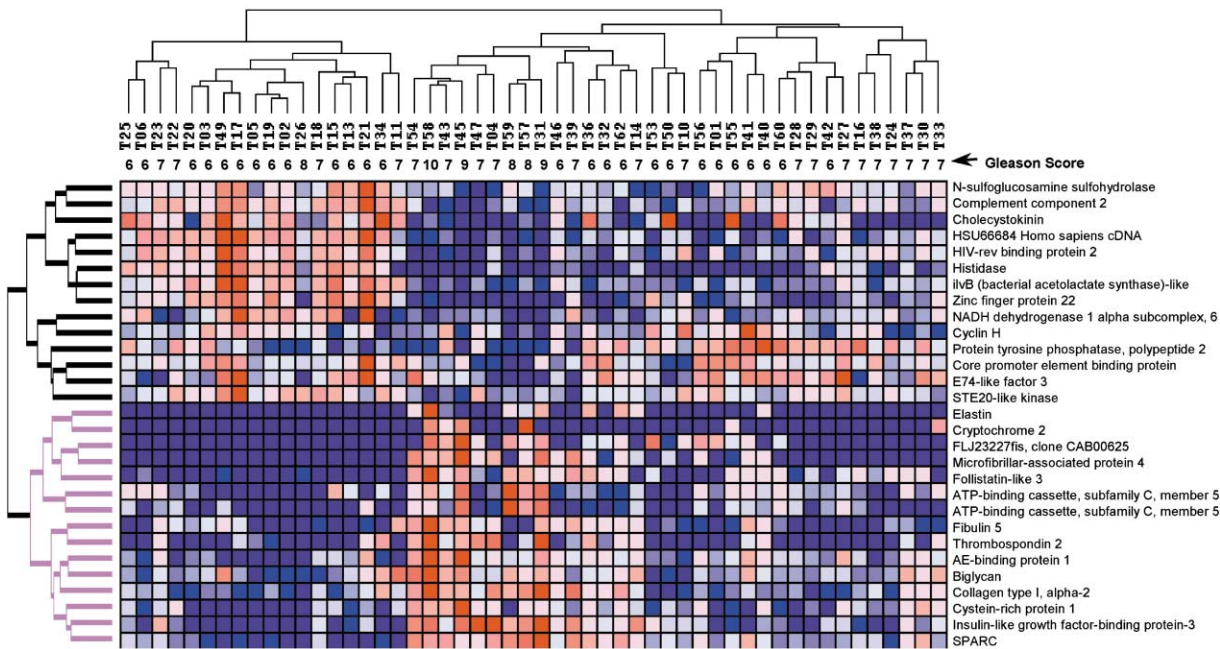 T25 T06 T23 T22 T20 T03 T49 T17 T05 T19 T02 T26 T18 T15 T13 T21 T34 T11 T54 T58 T43 T45 T47 T04 T59 T57 T31 T46 T39 T36 T32 T62 T14 T53 T50 T10 T56 T01 T55 T41 T40 T60 T28 T29 T42 T27 T16 T38 T24 T37 T30 T33
6 6 7 7 6 6 6 6 6 6 6 8 7 6 6 6 6 7 7 10 7 9 7 7 8 8 9 6 7 6 6 6 7 6 6 7 6 6 6 6 6 6 7 7 6 7 7 7 7 7 7 7 Gleason Score
N-sulfoglucosamine sulfohydrolase
Complement component 2
Cholecystokinin
HSU66684 Homo sapiens cDNA
HIV-rev binding protein 2
Histidase
ilvB (bacterial acetolactate synthase)-like
Zinc finger protein 22
NADH dehydrogenase 1 alpha subcomplex, 6
Cyclin H
Protein tyrosine phosphatase, polypeptide 2
Core promoter element binding protein
E74-like factor 3
STE20-like kinase
Elastin
Cryptochrome 2
FLJ23227fis, clone CAB00625
Microfibrillar-associated protein 4
Follistatin-like 3
ATP-binding cassette, subfamily C, member 5
ATP-binding cassette, subfamily C, member 5
Fibulin 5
Thrombospondin 2
AE-binding protein 1
Biglycan
Collagen type I, alpha-2
Cystein-rich protein 1
Insulin-like growth factor-binding protein-3
SPARC